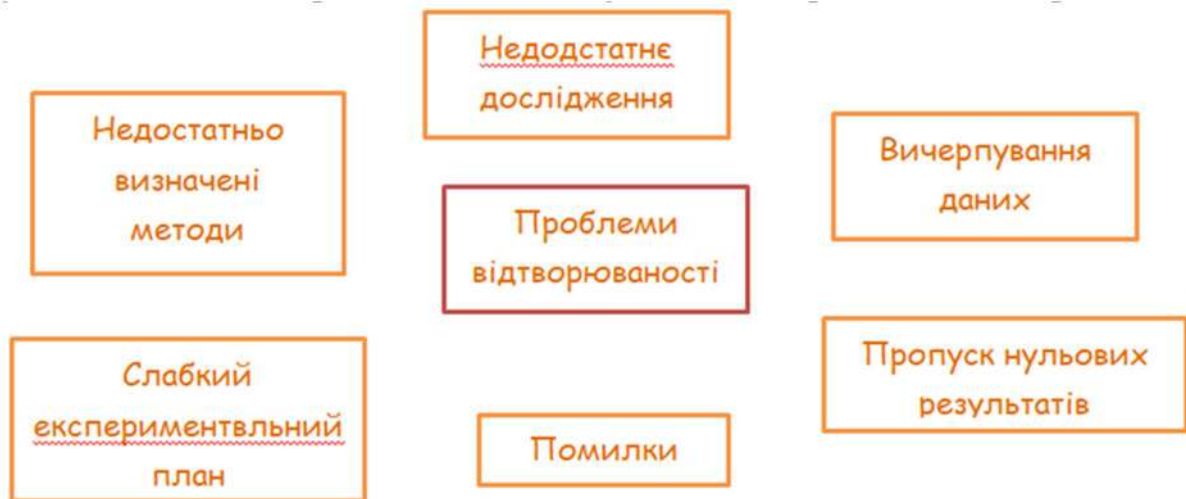 Недодстатнє
дослідження
Недостатньо
визначені
методи
Вичерпування
даних
Проблеми
відтворюваності
Слабкий
експериментвльний
план
Пропуск нульових
результатів
Помилки